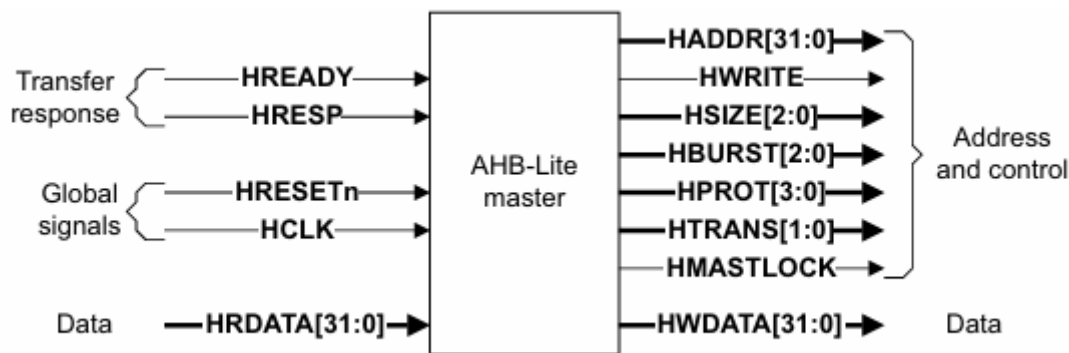 Transfer
response
HREADY
HRESP
Global
signals
HRESETn
HCLK
Data
HRDATA[31:0]
AHB-Lite
master
HADDR[31:0]
HWRITE
HSIZE[2:0]
HBURST[2:0]
HPROT[3:0]
HTRANS[1:0]
HMASTLOCK
Address
and control
HWDATA[31:0]
Data